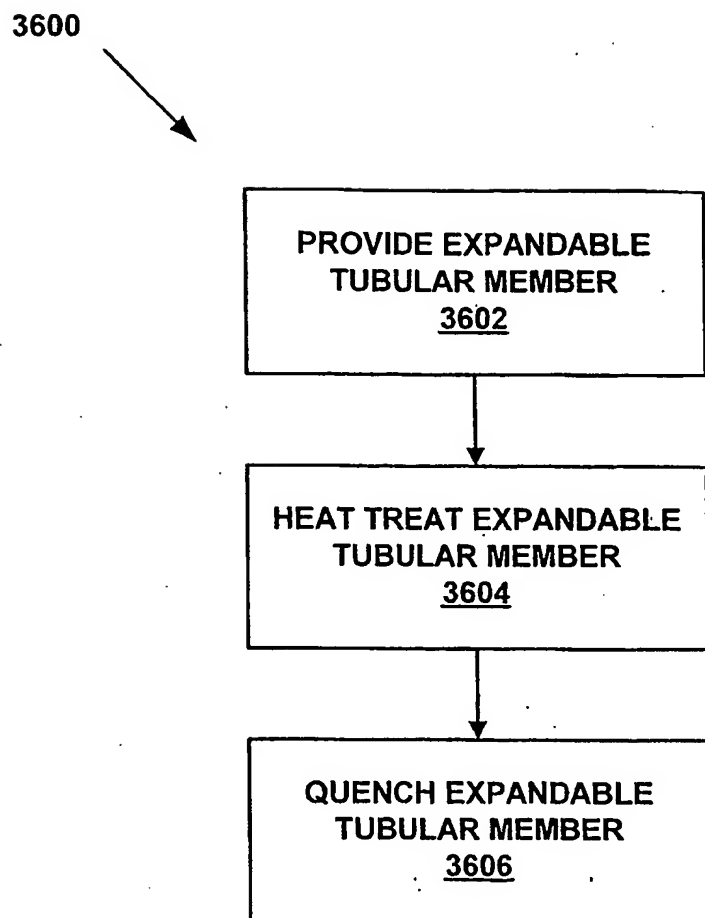 3600
PROVIDE EXPANDABLE
TUBULAR MEMBER
3602
HEAT TREAT EXPANDABLE
TUBULAR MEMBER
3604
QUENCH EXPANDABLE
TUBULAR MEMBER
3606